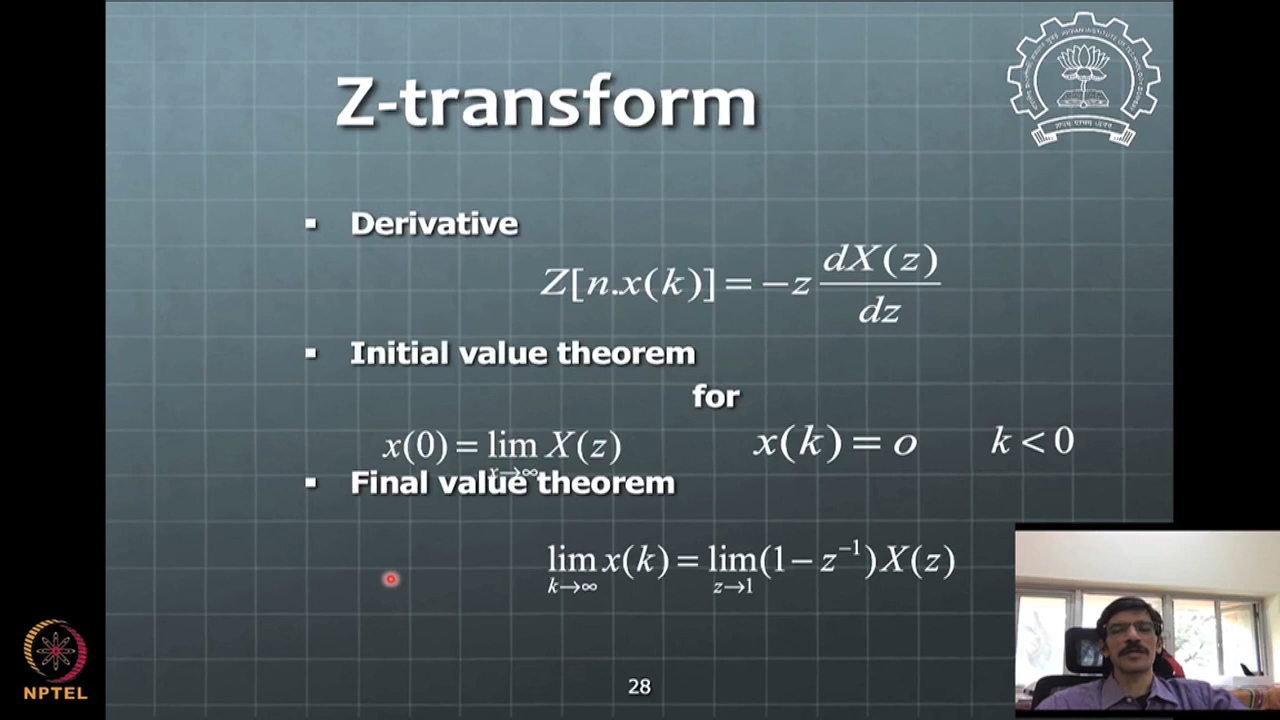 Z-transform
▪ Derivative
Z[n.x(k)] = −z dX(z)/dz
▪ Initial value theorem
for
x(0) = lim X(z) x(k) = o k < 0
x→∞
▪ Final value theorem
lim x(k) = lim (1 − z⁻¹) X(z)
k→∞ z→1
28
NPTEL